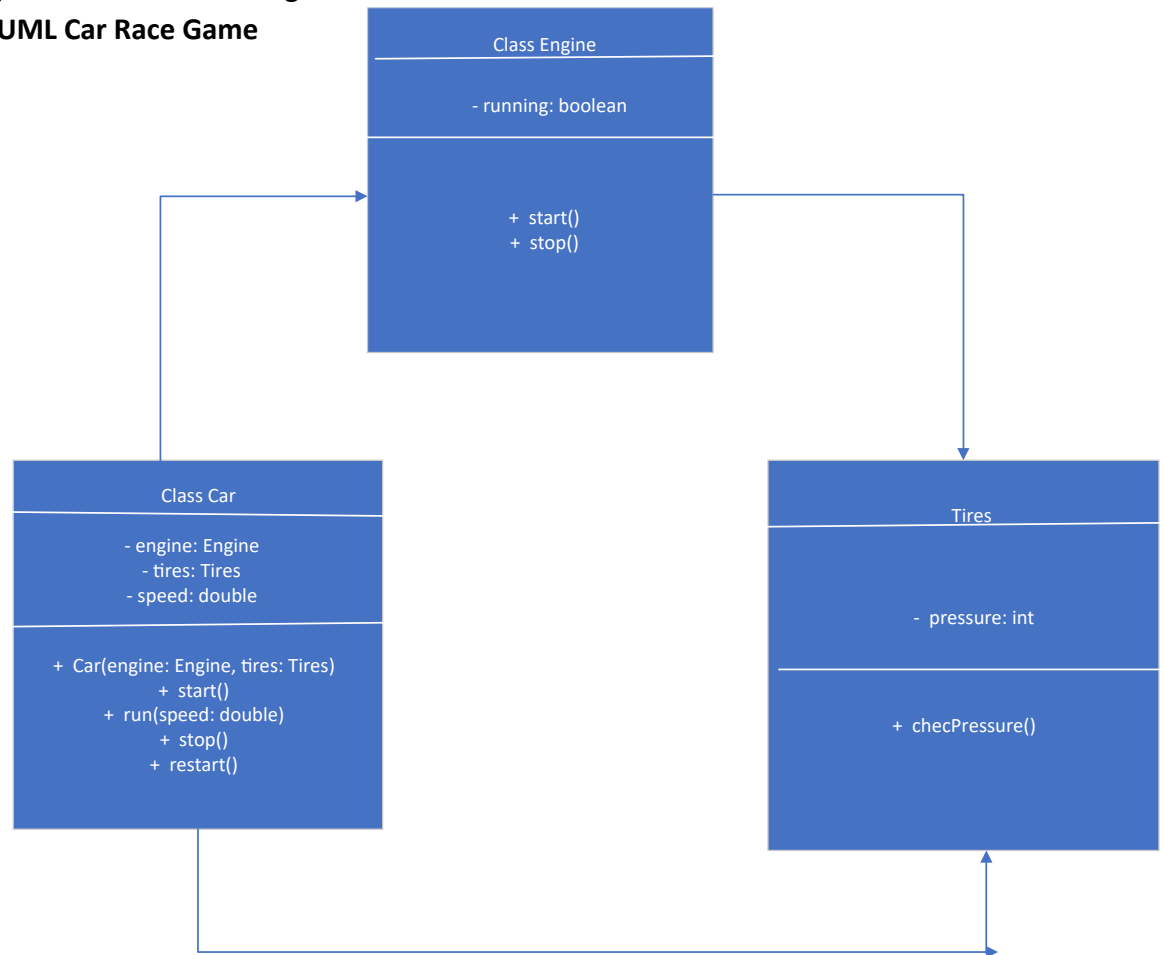 UML Car Race Game
Class Engine
- running: boolean
+ start()
+ stop()
Class Car
- engine: Engine
- tires: Tires
- speed: double
+ Car(engine: Engine, tires: Tires)
+ start()
+ run(speed: double)
+ stop()
+ restart()
Tires
- pressure: int
+ checPressure()